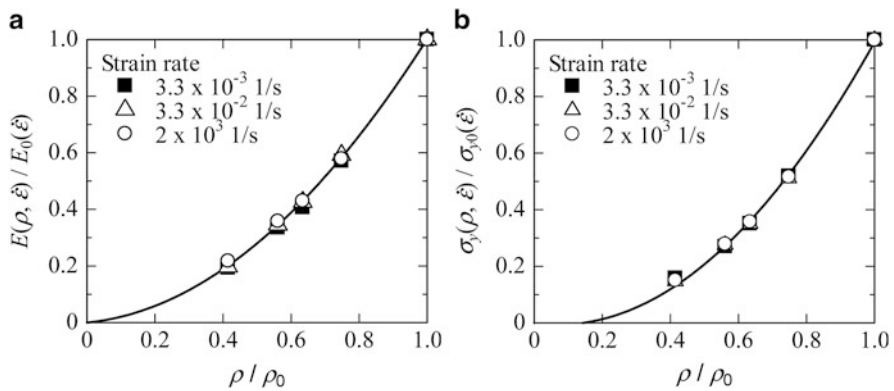 a
1.0
0.8
0.6
0.4
0.2
0
E(ρ, ε̇) / E₀(ε̇)
Strain rate
3.3 x 10⁻³ 1/s
3.3 x 10⁻² 1/s
2 x 10³ 1/s
0 0.2 0.4 0.6 0.8 1.0
ρ / ρ₀
b
1.0
0.8
0.6
0.4
0.2
0
σy(ρ, ε̇) / σy0(ε̇)
Strain rate
3.3 x 10⁻³ 1/s
3.3 x 10⁻² 1/s
2 x 10³ 1/s
0 0.2 0.4 0.6 0.8 1.0
ρ / ρ₀